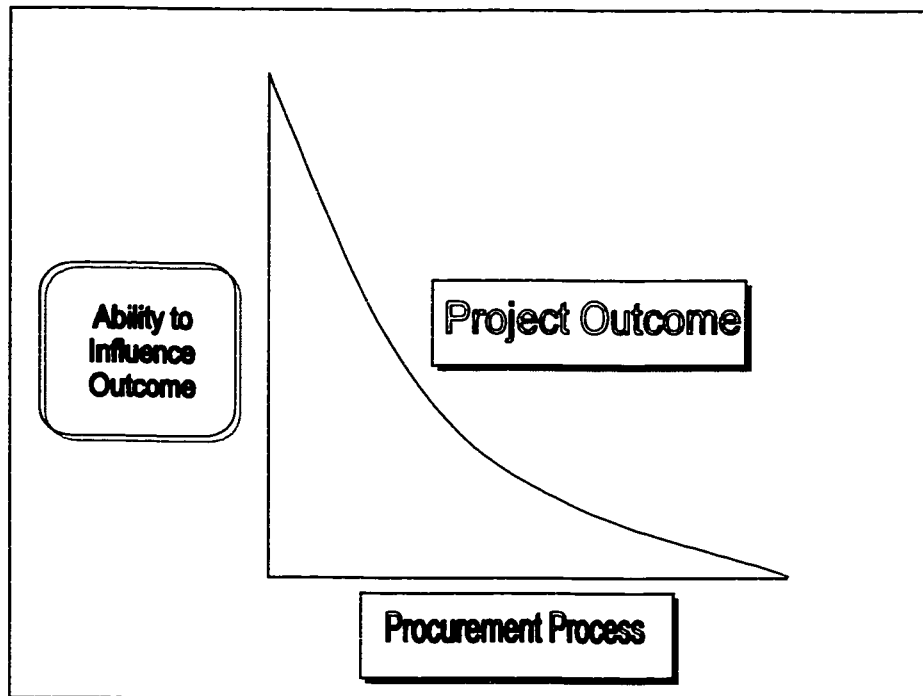 Ability to
Influence
Outcome
Project Outcome
Procurement Process